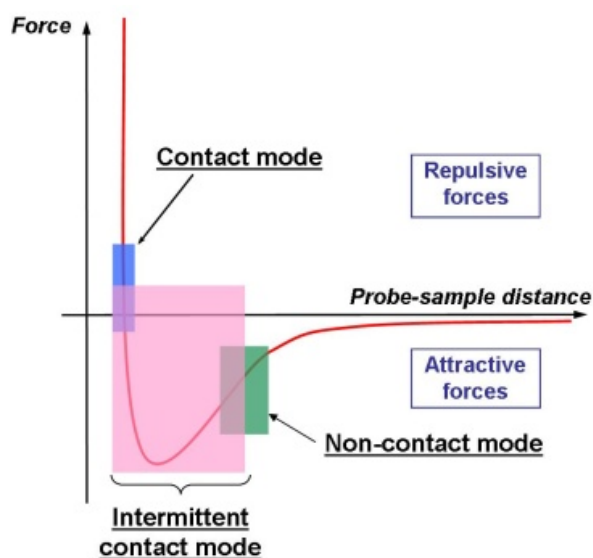 Force
Contact mode
Repulsive
forces
Probe-sample distance
Attractive
forces
Non-contact mode
Intermittent
contact mode